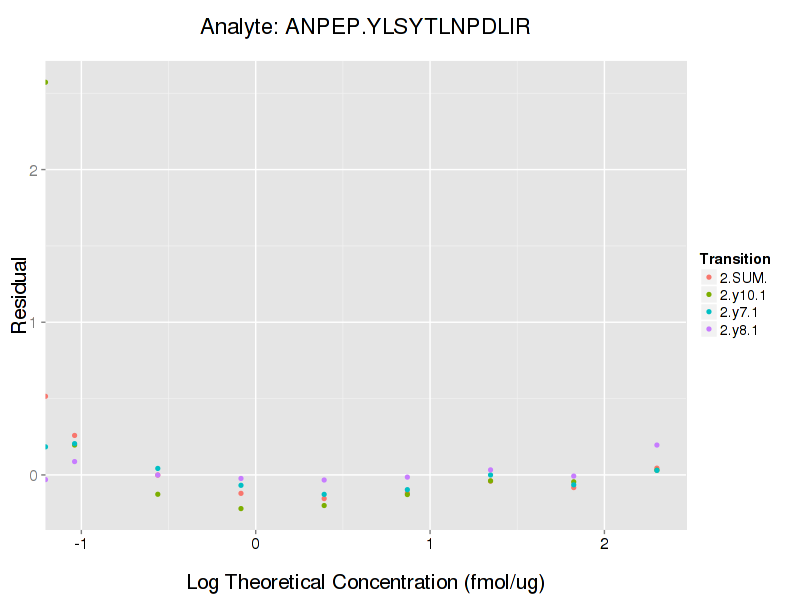 Analyte: ANPEP.YLSYTLNPDLIR
Residual
2
1
0
-1 0 1 2
Log Theoretical Concentration (fmol/ug)
Transition
2.SUM.
2.y10.1
2.y7.1
2.y8.1